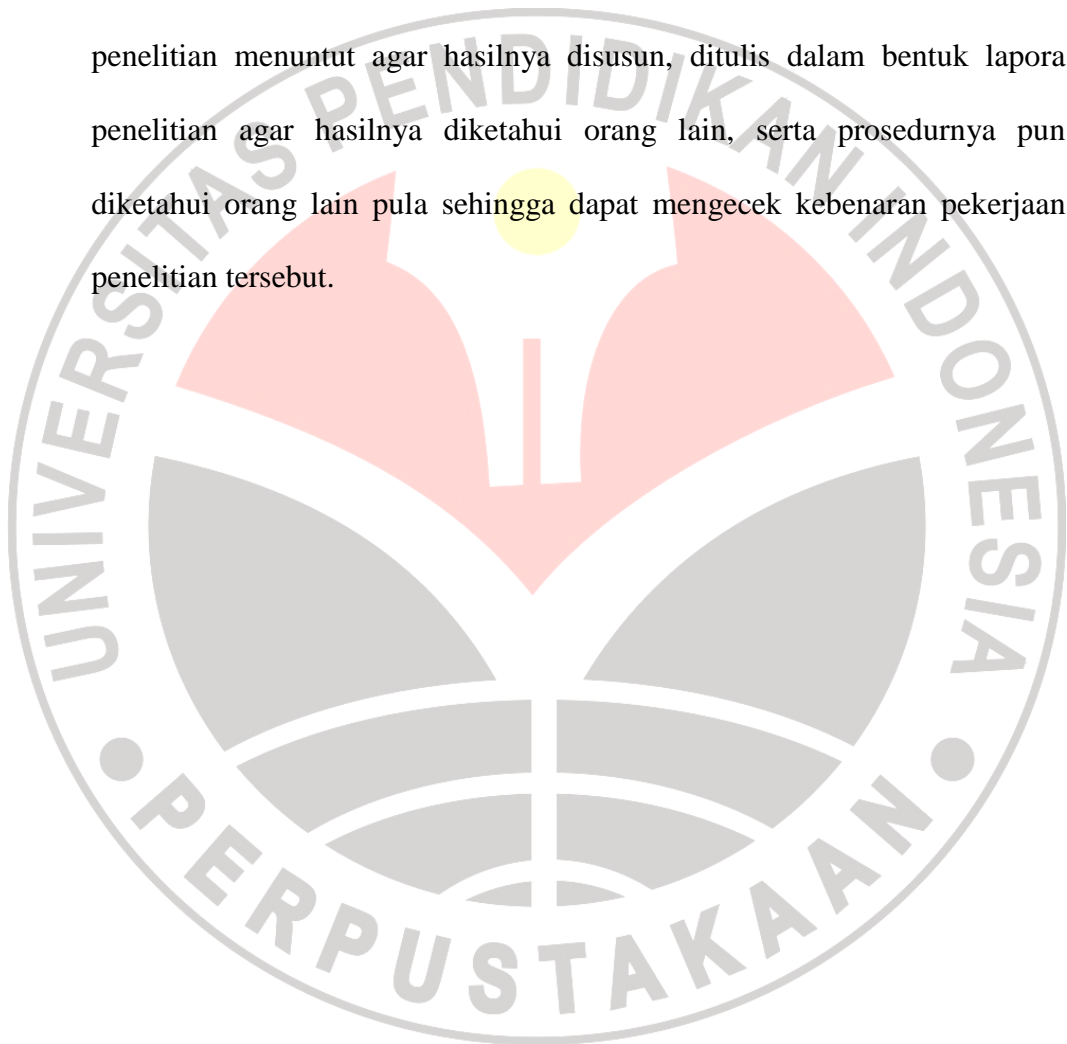 penelitian menuntut agar hasilnya disusun, ditulis dalam bentuk lapora
penelitian agar hasilnya diketahui orang lain, serta prosedurnya pun
diketahui orang lain pula sehingga dapat mengecek kebenaran pekerjaan
penelitian tersebut.
UNIVERSITAS PENDIDIKAN INDONESIA
PERPUSTAKAAN